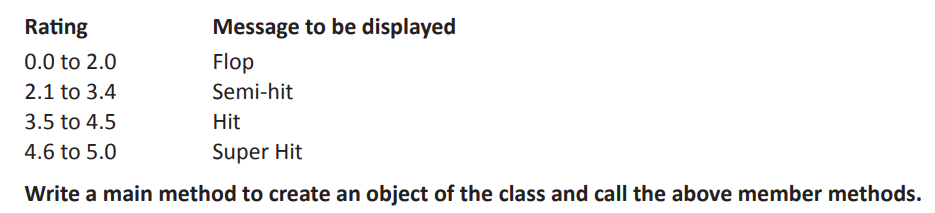 Rating Message to be displayed
0.0 to 2.0 Flop
2.1 to 3.4 Semi-hit
3.5 to 4.5 Hit
4.6 to 5.0 Super Hit
Write a main method to create an object of the class and call the above member methods.